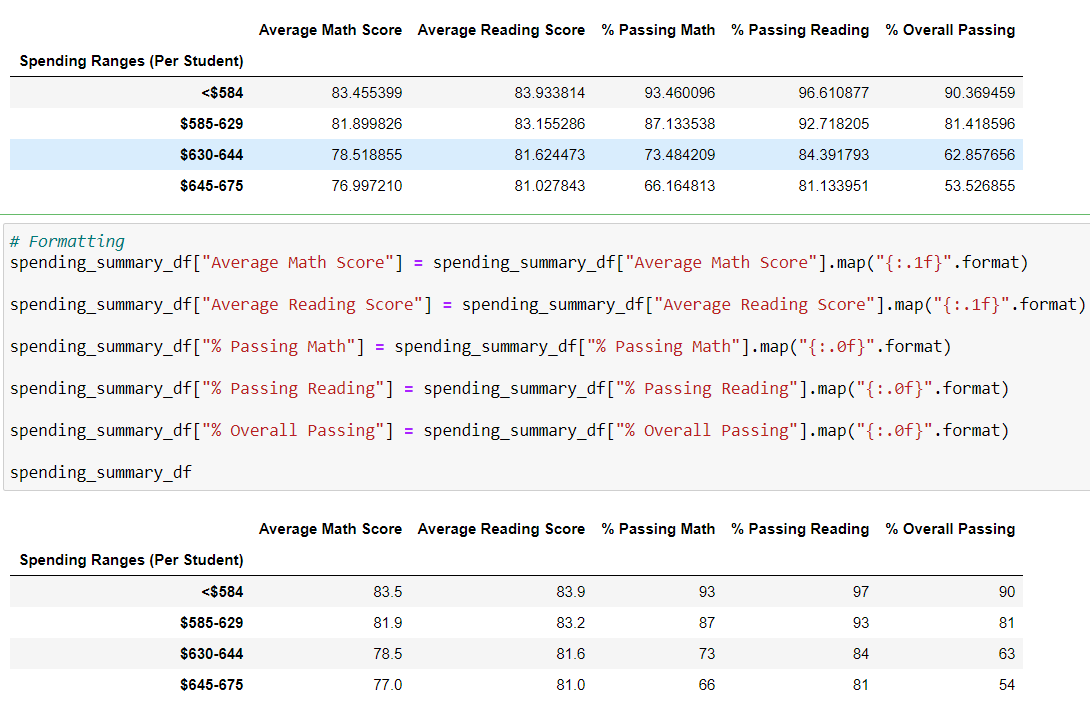 Average Math Score Average Reading Score % Passing Math % Passing Reading % Overall Passing
Spending Ranges (Per Student)
<$584 83.455399 83.933814 93.460096 96.610877 90.369459
$585-629 81.899826 83.155286 87.133538 92.718205 81.418596
$630-644 78.518855 81.624473 73.484209 84.391793 62.857656
$645-675 76.997210 81.027843 66.164813 81.133951 53.526855
# Formatting
spending_summary_df["Average Math Score"] = spending_summary_df["Average Math Score"].map("{:.1f}".format)
spending_summary_df["Average Reading Score"] = spending_summary_df["Average Reading Score"].map("{:.1f}".format)
spending_summary_df["% Passing Math"] = spending_summary_df["% Passing Math"].map("{:.0f}".format)
spending_summary_df["% Passing Reading"] = spending_summary_df["% Passing Reading"].map("{:.0f}".format)
spending_summary_df["% Overall Passing"] = spending_summary_df["% Overall Passing"].map("{:.0f}".format)
spending_summary_df
Average Math Score Average Reading Score % Passing Math % Passing Reading % Overall Passing
Spending Ranges (Per Student)
<$584 83.5 83.9 93 97 90
$585-629 81.9 83.2 87 93 81
$630-644 78.5 81.6 73 84 63
$645-675 77.0 81.0 66 81 54